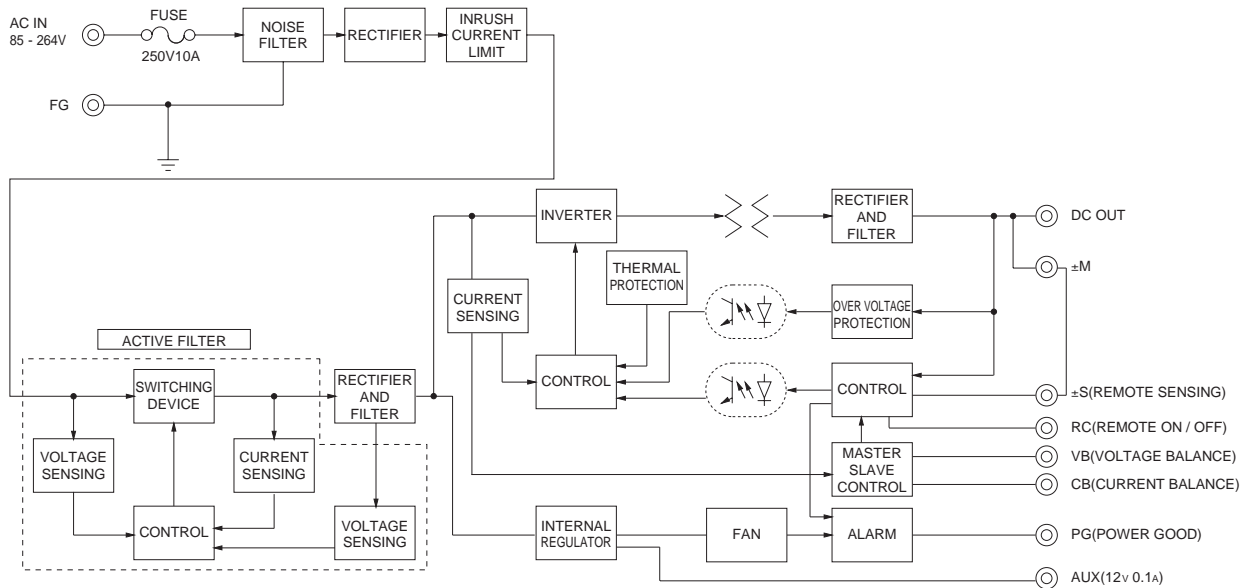 AC IN
85 - 264V
FUSE
250V10A
NOISE
FILTER
RECTIFIER
INRUSH
CURRENT
LIMIT
FG
INVERTER
RECTIFIER
AND
FILTER
DC OUT
±M
THERMAL
PROTECTION
CURRENT
SENSING
OVER VOLTAGE
PROTECTION
ACTIVE FILTER
SWITCHING
DEVICE
RECTIFIER
AND
FILTER
CONTROL
CONTROL
±S(REMOTE SENSING)
RC(REMOTE ON / OFF)
VOLTAGE
SENSING
CURRENT
SENSING
MASTER
SLAVE
CONTROL
VB(VOLTAGE BALANCE)
CB(CURRENT BALANCE)
CONTROL
VOLTAGE
SENSING
INTERNAL
REGULATOR
FAN
ALARM
PG(POWER GOOD)
AUX(12V 0.1A)